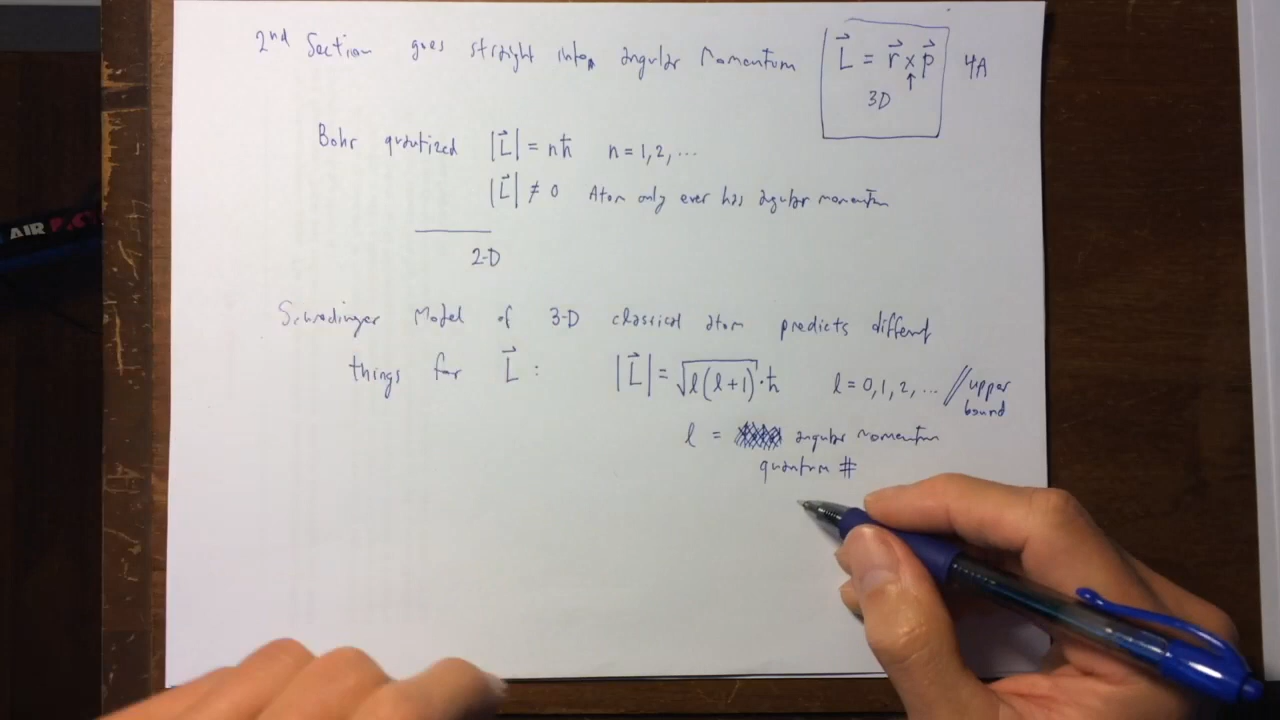 2nd Section goes straight into angular momentum L⃗ = r⃗ × p⃗ 4A
↑
3D
Bohr quantized |L⃗| = nħ n = 1, 2, ...
|L⃗| ≠ 0 Atom only ever has angular momentum
2-D
Schrodinger Model of 3-D classical atom predicts different
things for L⃗ : |L⃗| = √l(l+1) · ħ l = 0, 1, 2, ... // upper
bound
l = angular momentum
quantum #
AIR